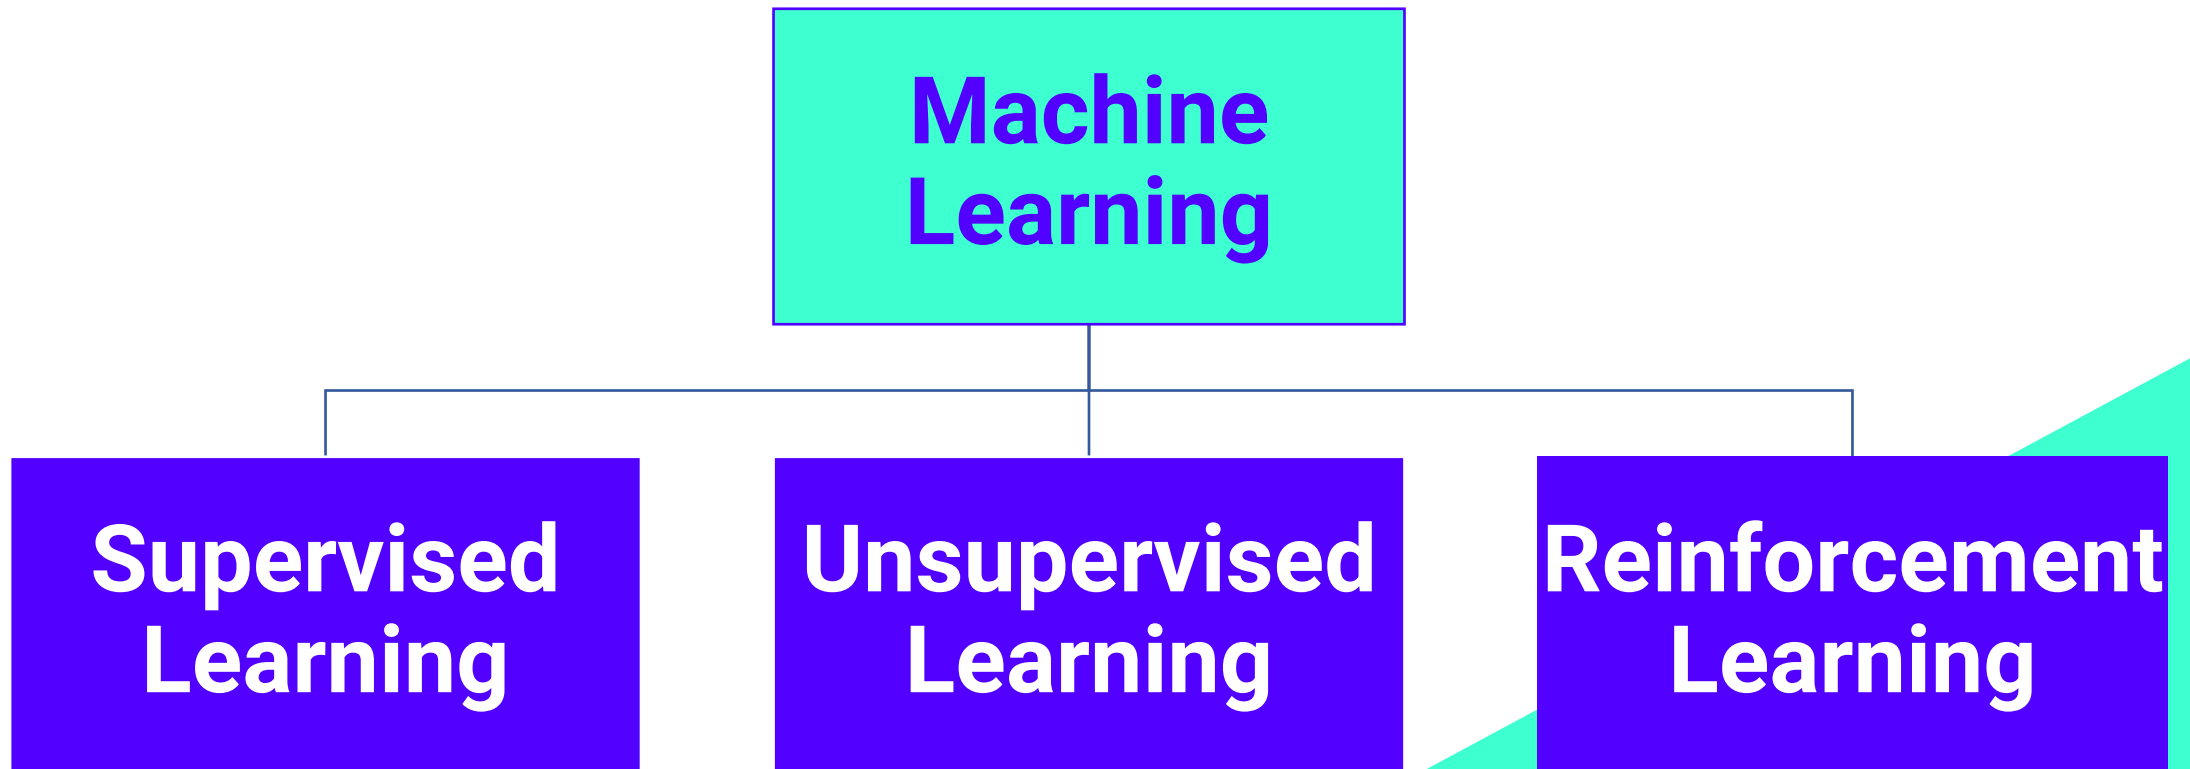 Machine
Learning
Supervised
Learning
Unsupervised
Learning
Reinforcement
Learning